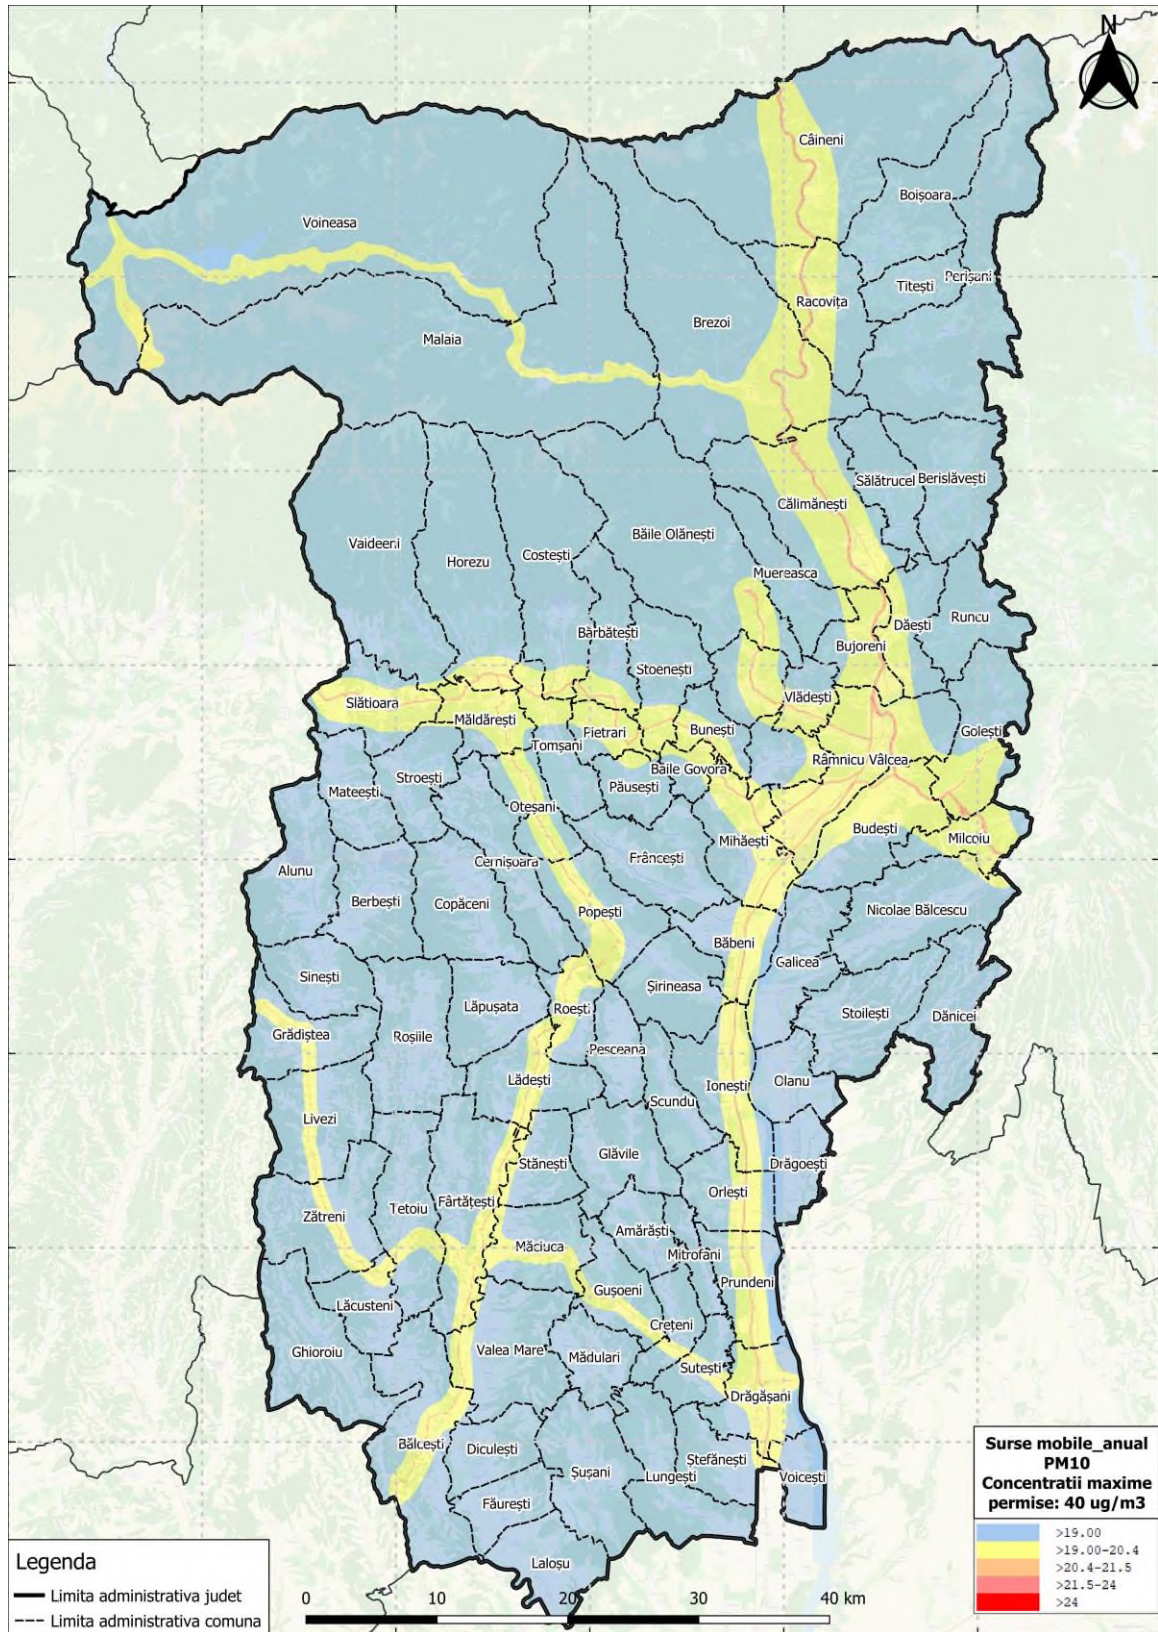 N
Câineni
Boișoara
Voineasa
Perișani
Titești
Racovița
Brezoi
Malaia
Sălătrucel
Berislăvești
Călimănești
Băile Olănești
Vaideeni
Costești
Horezu
Muereasca
Runcu
Dăești
Bărbătești
Bujoreni
Stoenești
Vlădești
Slătioara
Măldărești
Pietrari
Bunești
Golești
Tomșani
Râmnicu Vâlcea
Băile Govora
Stroești
Păusești
Mateești
Oteșani
Budești
Mihăești
Milcoiu
Frâncești
Cernișoara
Alunu
Berbești
Copăceni
Popești
Nicolae Bălcescu
Băbeni
Galicea
Sinești
Șirineasa
Lăpușata
Roești
Stoilești
Dănicei
Grădiștea
Roșiile
Pesceana
Lădești
Olanu
Ionești
Scundu
Livezi
Glăvile
Stănești
Drăgoești
Orlești
Fârtățești
Tetoiu
Zătreni
Amărăști
Măciuca
Mitrofani
Prundeni
Gușoeni
Lăcusteni
Crețeni
Ghioroiu
Valea Mare
Mădulari
Sutești
Drăgășani
Bălcești
Diculești
Ștefănești
Șușani
Lungești
Voicești
Făurești
Laloșu
Surse mobile_anual
PM10
Concentratii maxime
permise: 40 ug/m3
>19.00
>19.00-20.4
>20.4-21.5
>21.5-24
>24
Legenda
Limita administrativa judet
Limita administrativa comuna
0 10 20 30 40 km